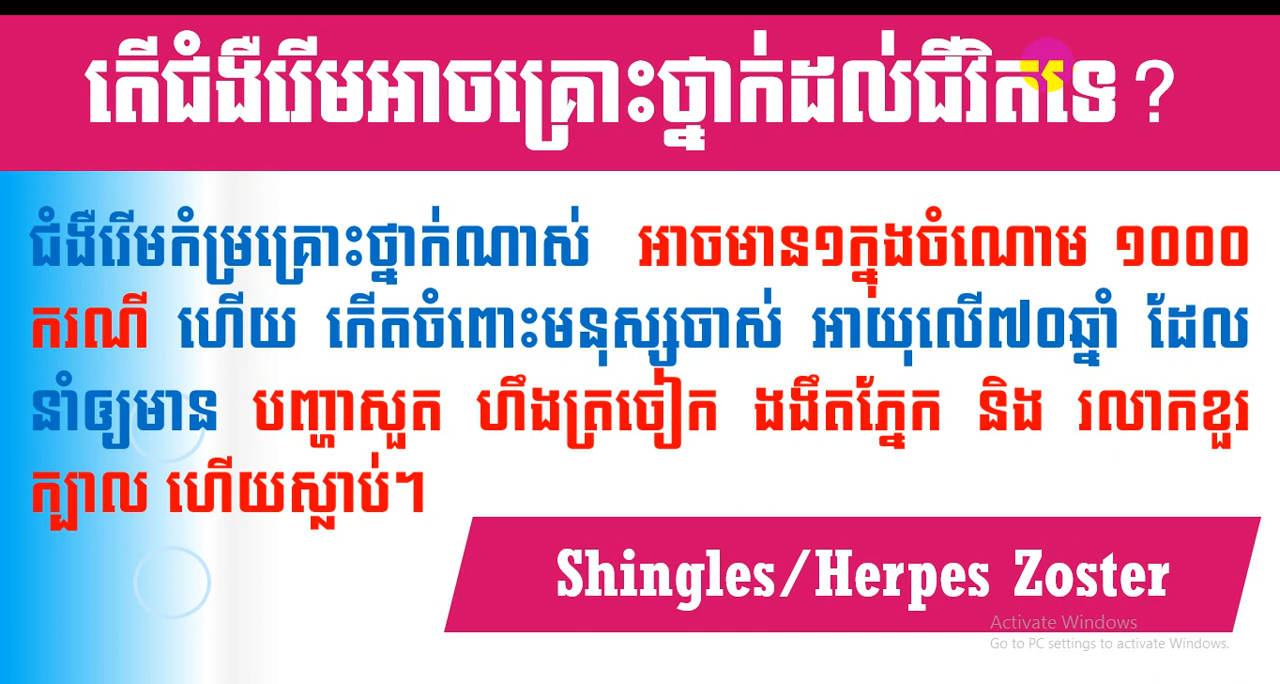 តើជំងឺរើមអាចគ្រោះថ្នាក់ដល់ជីវិតទេ?
ជំងឺរើមកំម្រគ្រោះថ្នាក់ណាស់ អាចមាន១ក្នុងចំណោម ១០០០
ករណី ហើយ កើតចំពោះមនុស្សចាស់ អាយុលើ៧០ឆ្នាំ ដែល
នាំឲ្យមាន បញ្ហាសួត ហឹងត្រចៀក ងងឹតភ្នែក និង រលាកខួរ
ក្បាល ហើយស្លាប់។
Shingles/Herpes Zoster
Activate Windows
Go to PC settings to activate Windows.